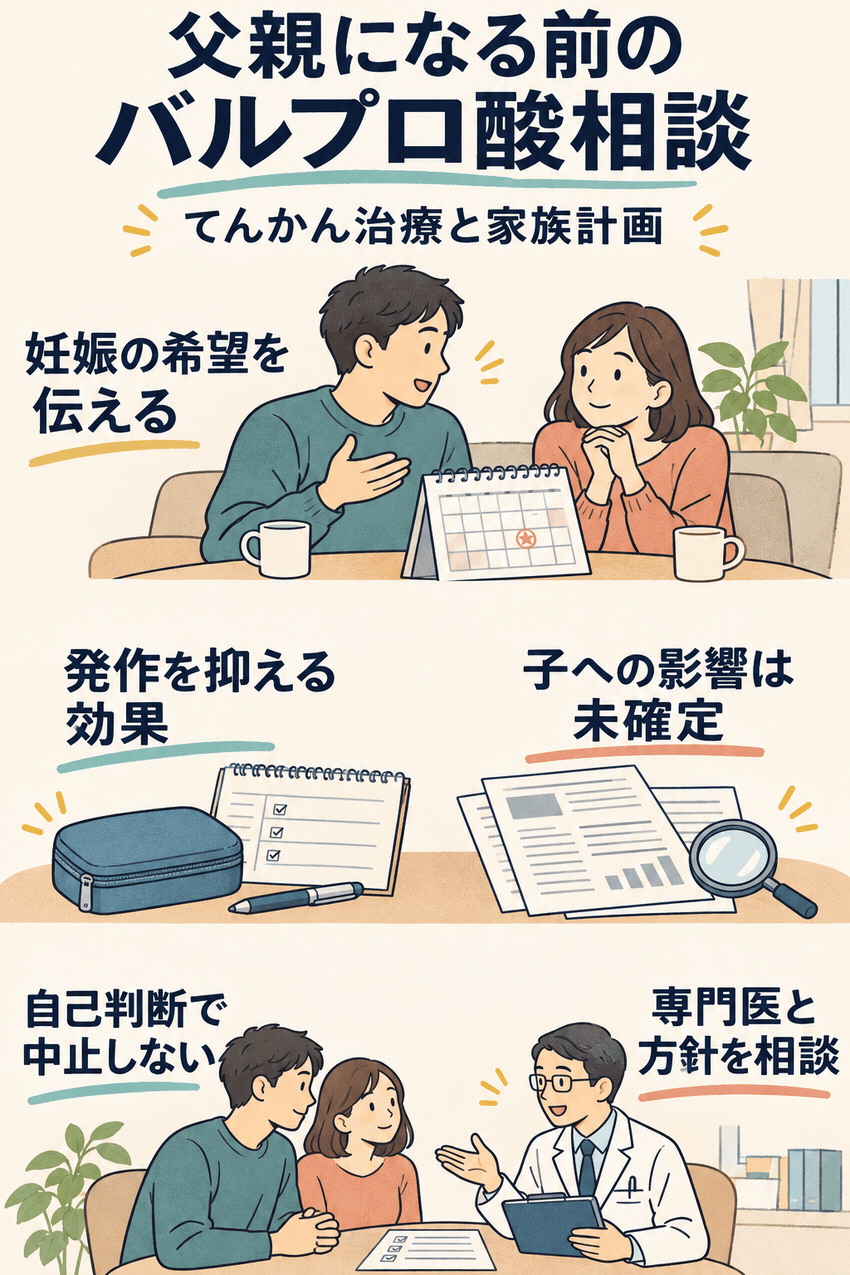 父親になる前の
バルプロ酸相談
てんかん治療と家族計画
妊娠の希望を
伝える
発作を抑える
効果
子への影響は
未確定
自己判断で
中止しない
専門医と
方針を相談